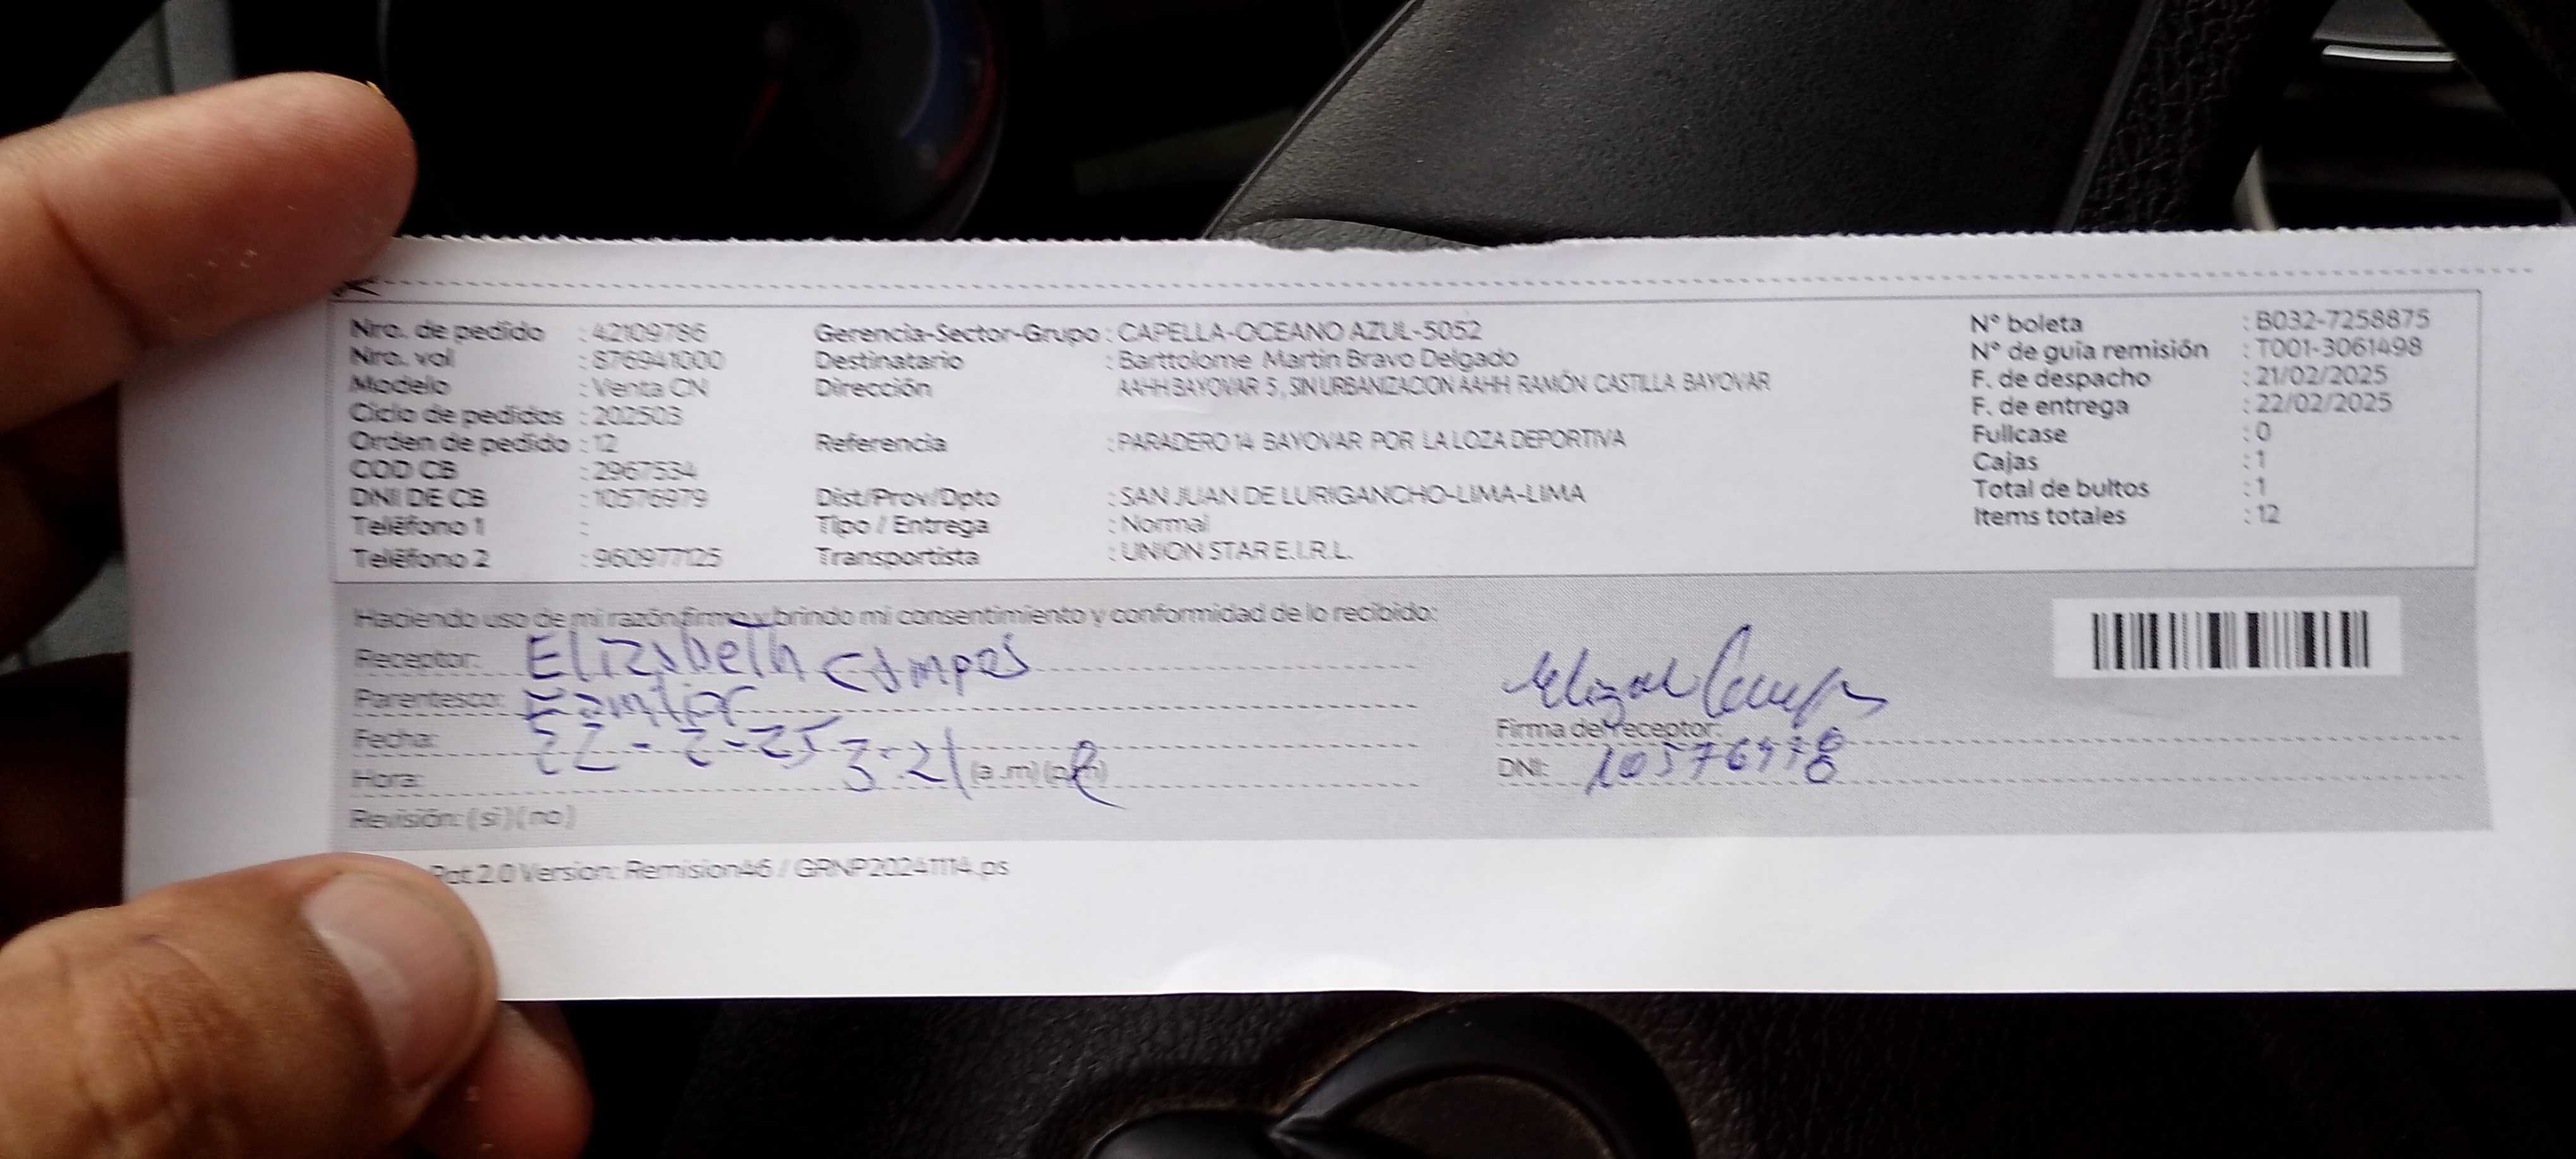 Nro. de pedido : 42109786
Nro. vol : 876941000
Modelo : Venta CN
Ciclo de pedidos : 202503
Orden de pedido : 12
COD CB : 2967534
DNI DE CB : 10576979
Teléfono 1 :
Teléfono 2 : 960977125
Gerencia-Sector-Grupo : CAPELLA-OCEANO AZUL-5052
Destinatario : Barttolome Martin Bravo Delgado
Dirección AAHH BAYOVAR 5 , SIN URBANIZACION AAHH RAMÓN CASTILLA BAYOVAR
Referencia : PARADERO 14 BAYOVAR POR LA LOZA DEPORTIVA
Dist/Prov/Dpto : SAN JUAN DE LURIGANCHO-LIMA-LIMA
Tipo / Entrega : Normal
Transportista : UNION STAR E.I.R.L.
N° boleta : B032-7258875
N° de guía remisión : T001-3061498
F. de despacho : 21/02/2025
F. de entrega : 22/02/2025
Fullcase : 0
Cajas : 1
Total de bultos : 1
Items totales : 12
Haciendo uso de mi razón firmo y brindo mi consentimiento y conformidad de lo recibido:
Receptor: Elizabeth Campos
Parentesco: Familiar
Fecha: 22-2-25
Hora: 3:21 (a.m) (p.m)
Revisión: (si) (no)
Firma del receptor:
DNI:
Pat 2.0 Version: Remision46 / GRNP20241114.ps